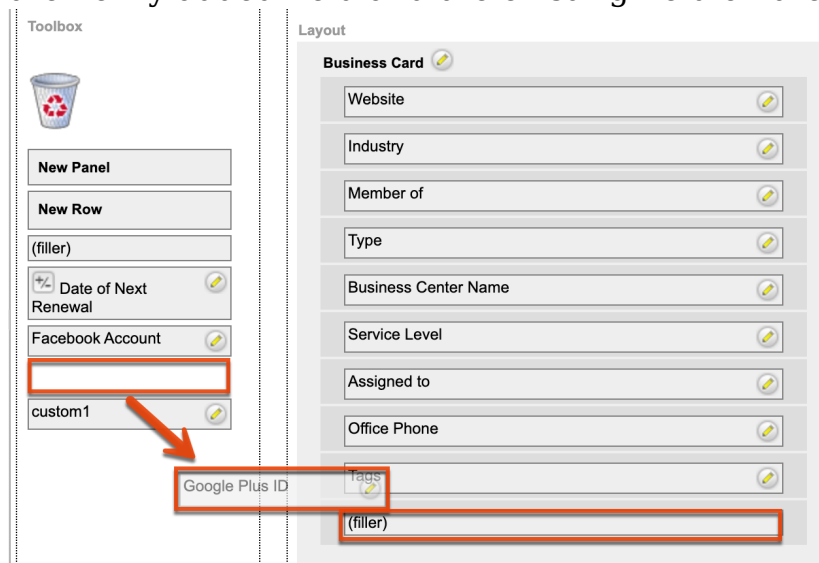 Toolbox
New Panel
New Row
(filler)
Date of Next
Renewal
Facebook Account
custom1
Google Plus ID
Layout
Business Card
Website
Industry
Member of
Type
Business Center Name
Service Level
Assigned to
Office Phone
Tags
(filler)